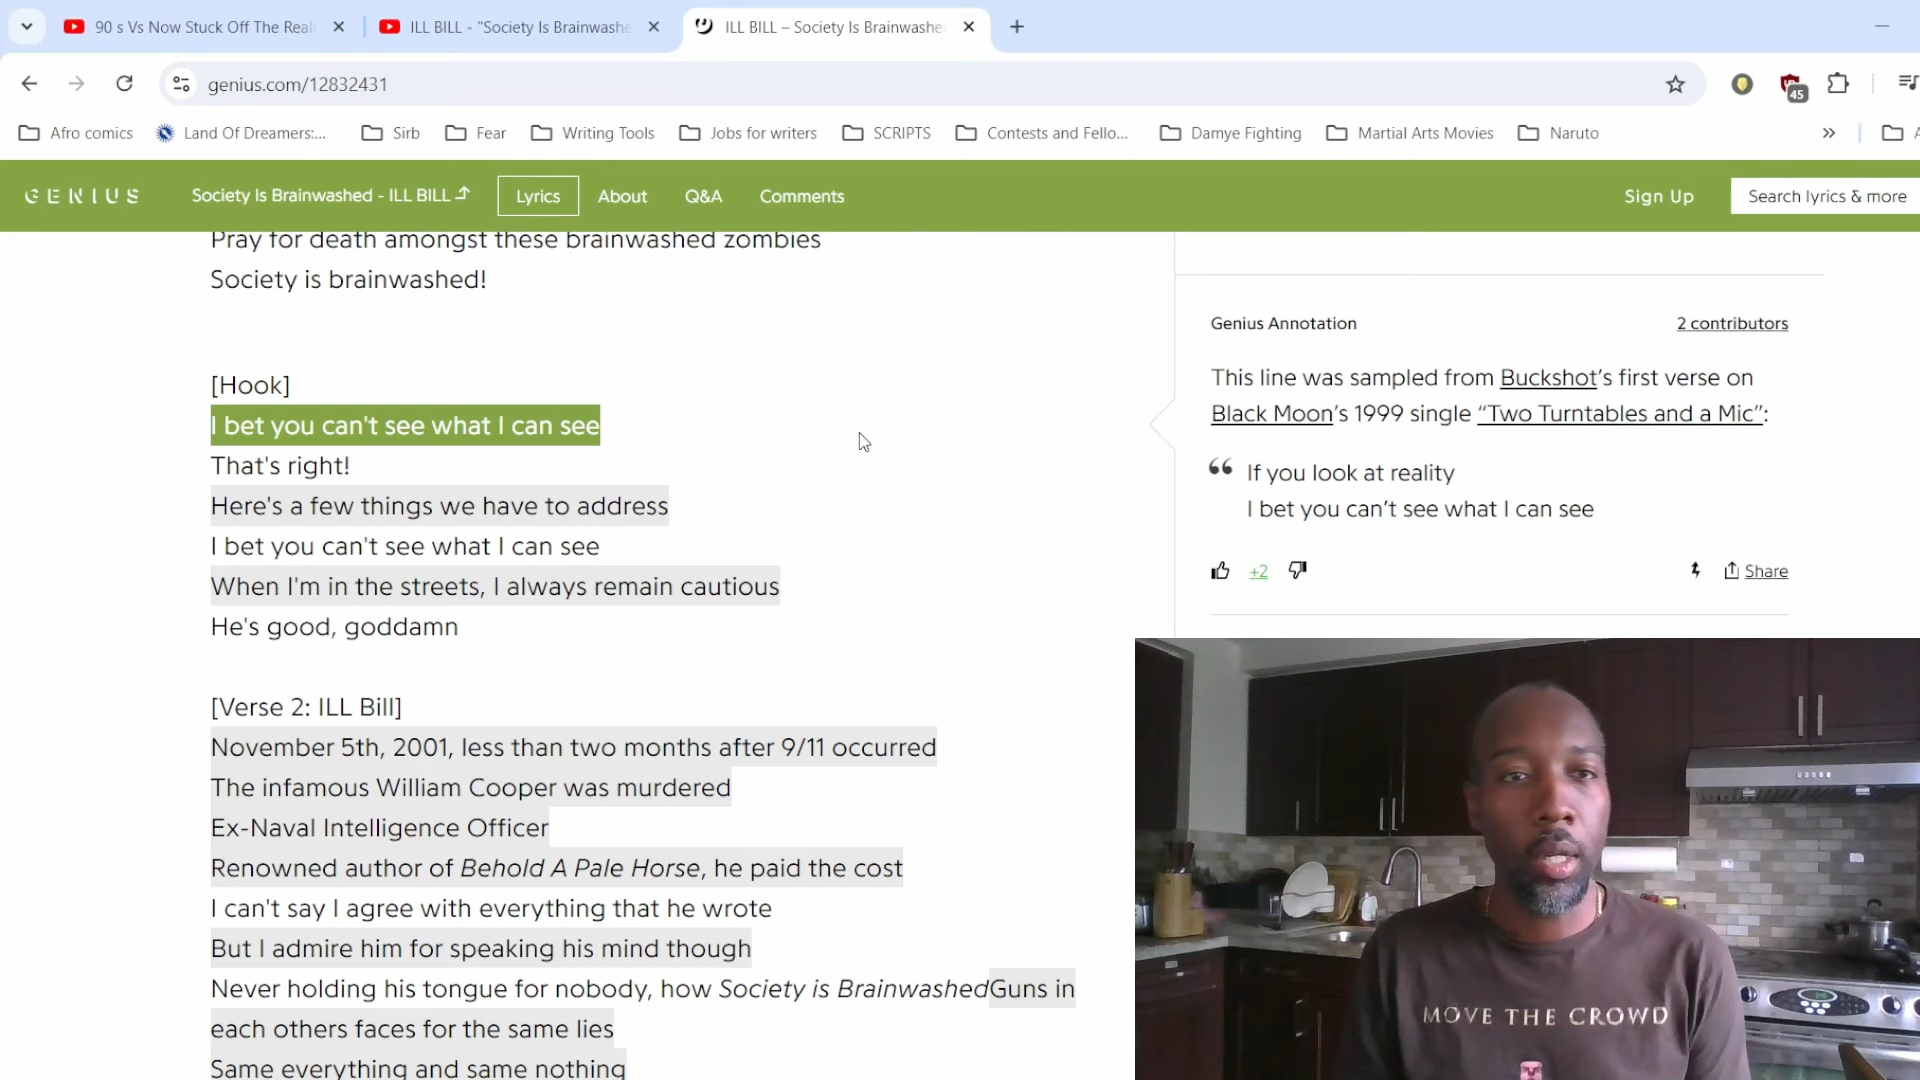 90 s Vs Now Stuck Off The Real
ILL BILL - "Society Is Brainwashe
ILL BILL – Society Is Brainwashe
genius.com/12832431
45
Afro comics
Land Of Dreamers:...
Sirb
Fear
Writing Tools
Jobs for writers
SCRIPTS
Contests and Fello...
Damye Fighting
Martial Arts Movies
Naruto
GENIUS
Society Is Brainwashed - ILL BILL
Lyrics
About
Q&A
Comments
Sign Up
Search lyrics & more
Pray for death amongst these brainwashed zombies
Society is brainwashed!
[Hook]
I bet you can't see what I can see
That's right!
Here's a few things we have to address
I bet you can't see what I can see
When I'm in the streets, I always remain cautious
He's good, goddamn
[Verse 2: ILL Bill]
November 5th, 2001, less than two months after 9/11 occurred
The infamous William Cooper was murdered
Ex-Naval Intelligence Officer
Renowned author of Behold A Pale Horse, he paid the cost
I can't say I agree with everything that he wrote
But I admire him for speaking his mind though
Never holding his tongue for nobody, how Society is BrainwashedGuns in
each others faces for the same lies
Same everything and same nothing
Genius Annotation
2 contributors
This line was sampled from Buckshot's first verse on
Black Moon's 1999 single “Two Turntables and a Mic”:
“ If you look at reality
I bet you can't see what I can see
+2
Share
MOVE THE CROWD